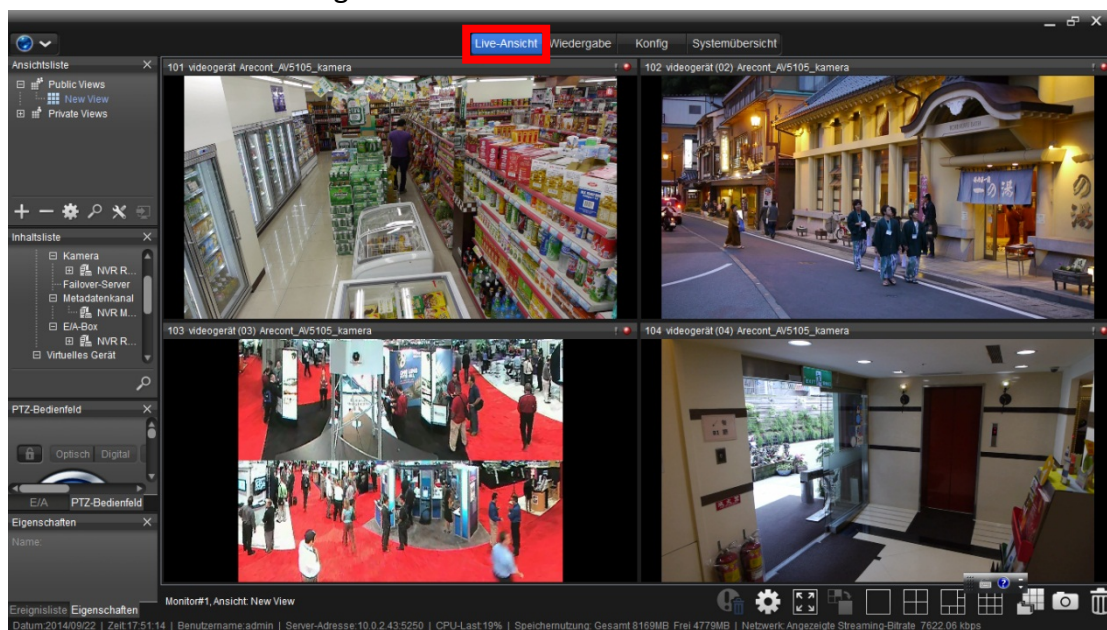 Live-Ansicht Wiedergabe Konfig Systemübersicht
Ansichtsliste
Public Views
New View
Private Views
Inhaltsliste
Kamera
NVR R...
Failover-Server
Metadatenkanal
NVR M...
E/A-Box
NVR R...
Virtuelles Gerät
PTZ-Bedienfeld
Optisch Digital
E/A PTZ-Bedienfeld
Eigenschaften
Name:
Ereignisliste Eigenschaften
101 videogerät Arecont_AV5105_kamera
102 videogerät (02) Arecont_AV5105_kamera
の湯
103 videogerät (03) Arecont_AV5105_kamera
104 videogerät (04) Arecont_AV5105_kamera
Monitor#1, Ansicht: New View
Datum:2014/09/22 | Zeit:17:51:14 | Benutzername:admin | Server-Adresse:10.0.2.43:5250 | CPU-Last:19% | Speichernutzung: Gesamt 8169MB Frei 4779MB | Netzwerk: Angezeigte Streaming-Bitrate 7622.06 kbps